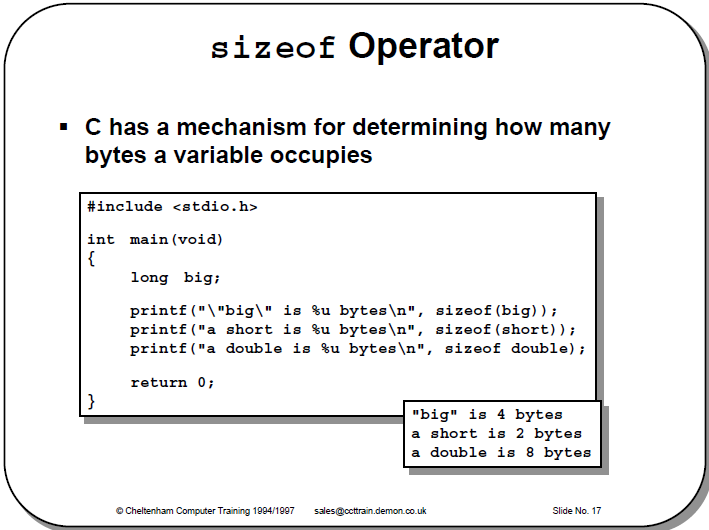 sizeof Operator
▪ C has a mechanism for determining how many
bytes a variable occupies
#include <stdio.h>
int main(void)
{
long big;
printf("\"big\" is %u bytes\n", sizeof(big));
printf("a short is %u bytes\n", sizeof(short));
printf("a double is %u bytes\n", sizeof double);
return 0;
}
"big" is 4 bytes
a short is 2 bytes
a double is 8 bytes
© Cheltenham Computer Training 1994/1997 sales@ccttrain.demon.co.uk Slide No. 17